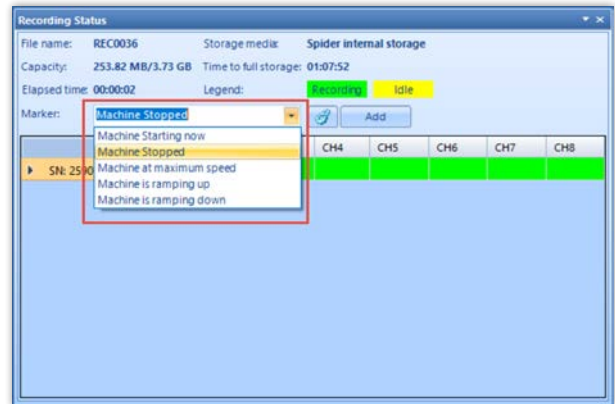 Recording Status
File name: REC0036 Storage media: Spider internal storage
Capacity: 253.82 MB/3.73 GB Time to full storage: 01:07:52
Elapsed time: 00:00:02 Legend: Recording Idle
Marker: Machine Stopped Add
Machine Starting now
Machine Stopped
Machine at maximum speed
Machine is ramping up
Machine is ramping down
CH4 CH5 CH6 CH7 CH8
SN: 2590